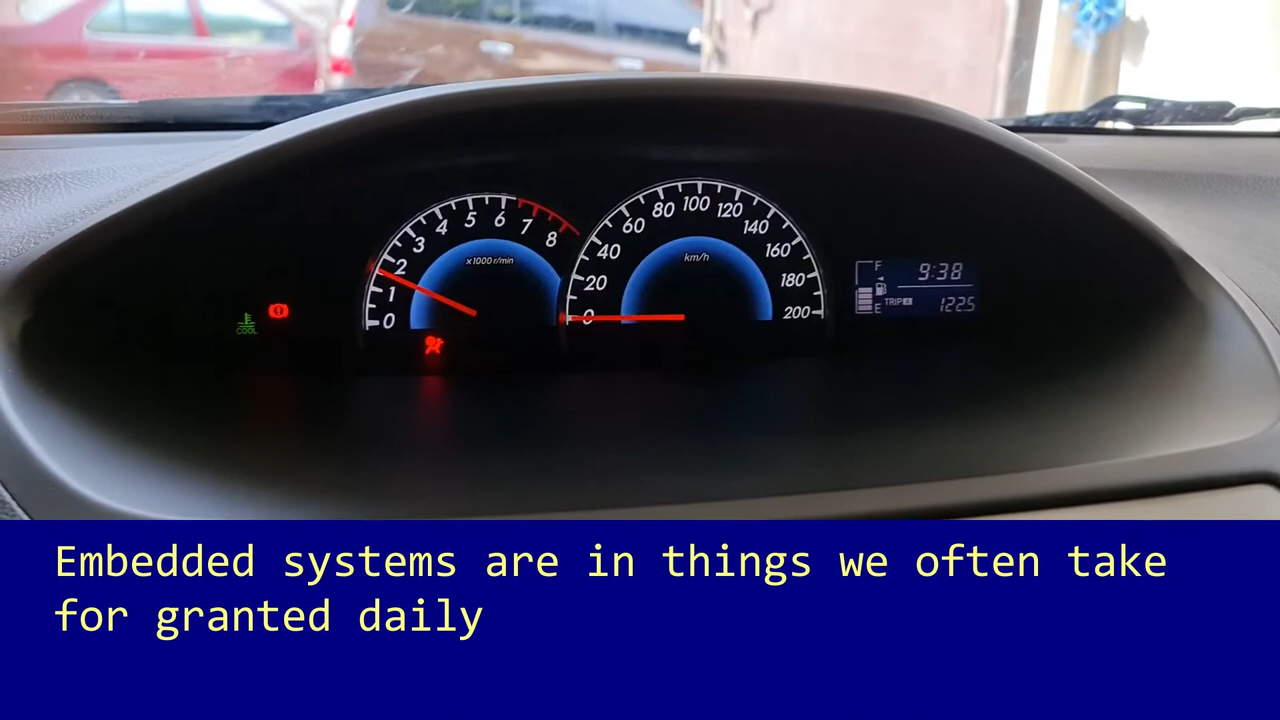 0 1 2 3 4 5 6 7 8
x1000 r/min
0 20 40 60 80 100 120 140 160 180 200
km/h
F
9:38
E TRIP A 1225
COOL
Embedded systems are in things we often take
for granted daily